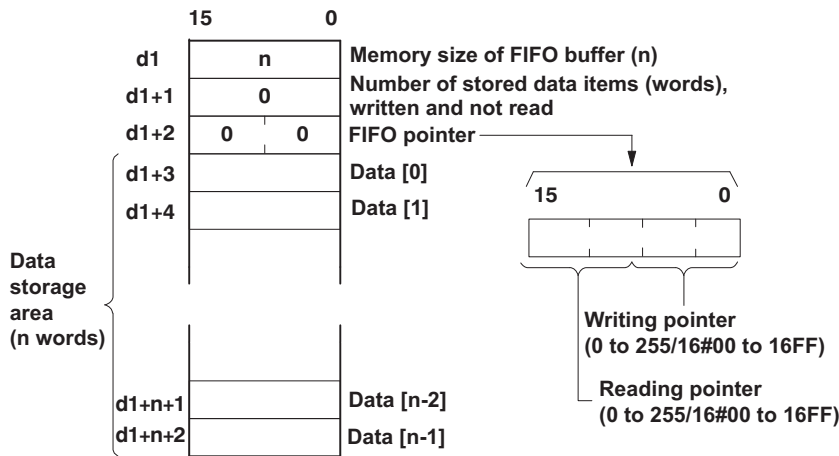 15 0
d1 n Memory size of FIFO buffer (n)
d1+1 0 Number of stored data items (words),
written and not read
d1+2 0 0 FIFO pointer
d1+3 Data [0]
d1+4 Data [1]
15 0
Data
storage
area
(n words)
Writing pointer
(0 to 255/16#00 to 16FF)
Reading pointer
(0 to 255/16#00 to 16FF)
d1+n+1 Data [n-2]
d1+n+2 Data [n-1]